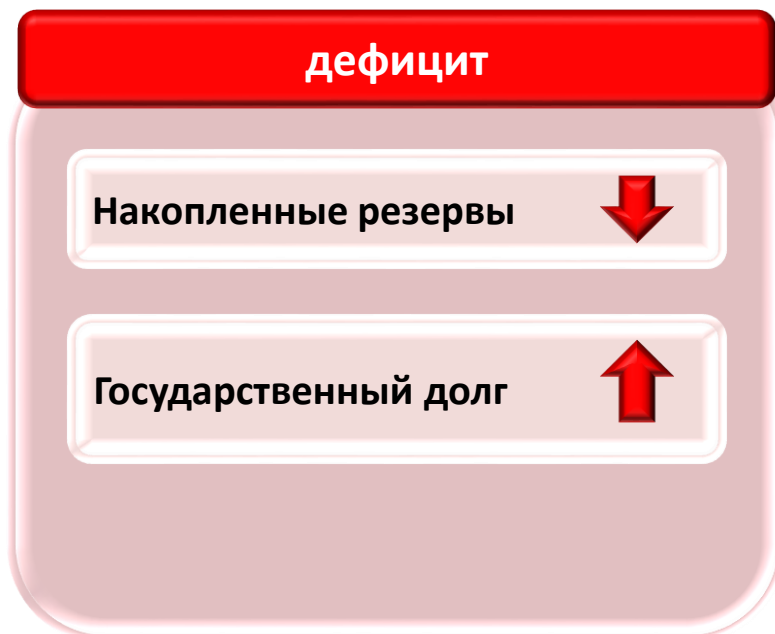 дефицит
Накопленные резервы
Государственный долг